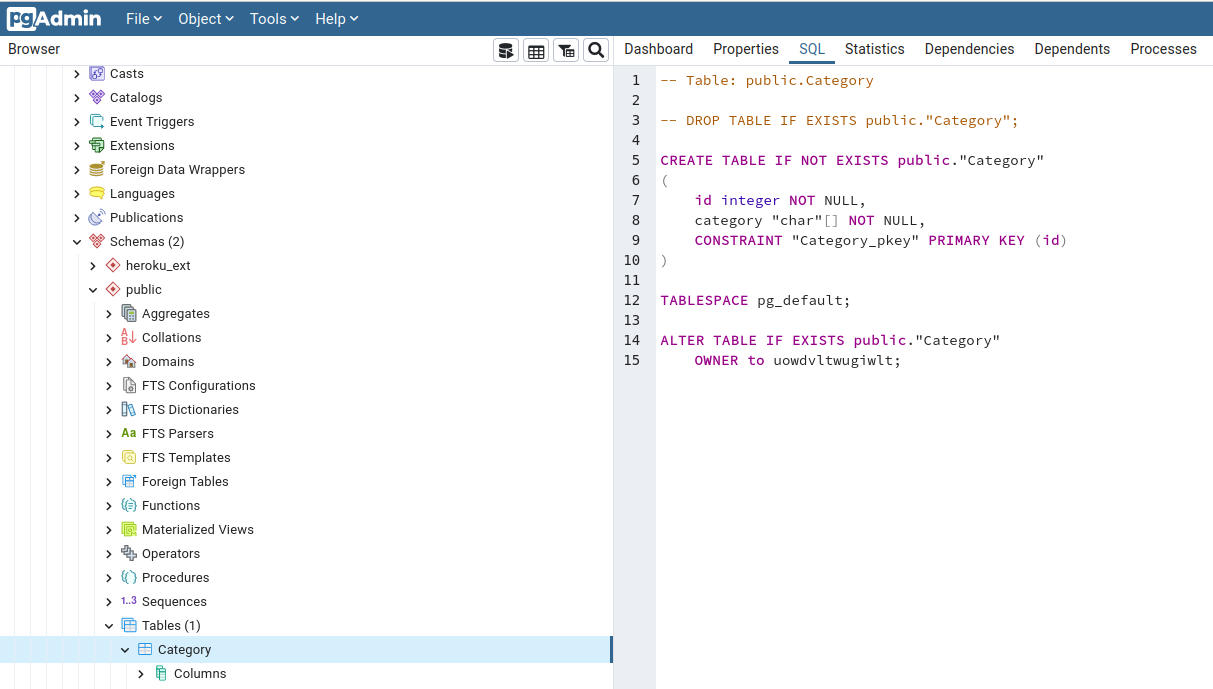 pgAdmin File Object Tools Help
Browser
Dashboard Properties SQL Statistics Dependencies Dependents Processes
Casts
Catalogs
Event Triggers
Extensions
Foreign Data Wrappers
Languages
Publications
Schemas (2)
heroku_ext
public
Aggregates
Collations
Domains
FTS Configurations
FTS Dictionaries
Aa FTS Parsers
FTS Templates
Foreign Tables
Functions
Materialized Views
Operators
Procedures
1..3 Sequences
Tables (1)
Category
Columns
1 -- Table: public.Category
2
3 -- DROP TABLE IF EXISTS public."Category";
4
5 CREATE TABLE IF NOT EXISTS public."Category"
6 (
7 id integer NOT NULL,
8 category "char"[] NOT NULL,
9 CONSTRAINT "Category_pkey" PRIMARY KEY (id)
10 )
11
12 TABLESPACE pg_default;
13
14 ALTER TABLE IF EXISTS public."Category"
15 OWNER to uowdvltwugiwlt;